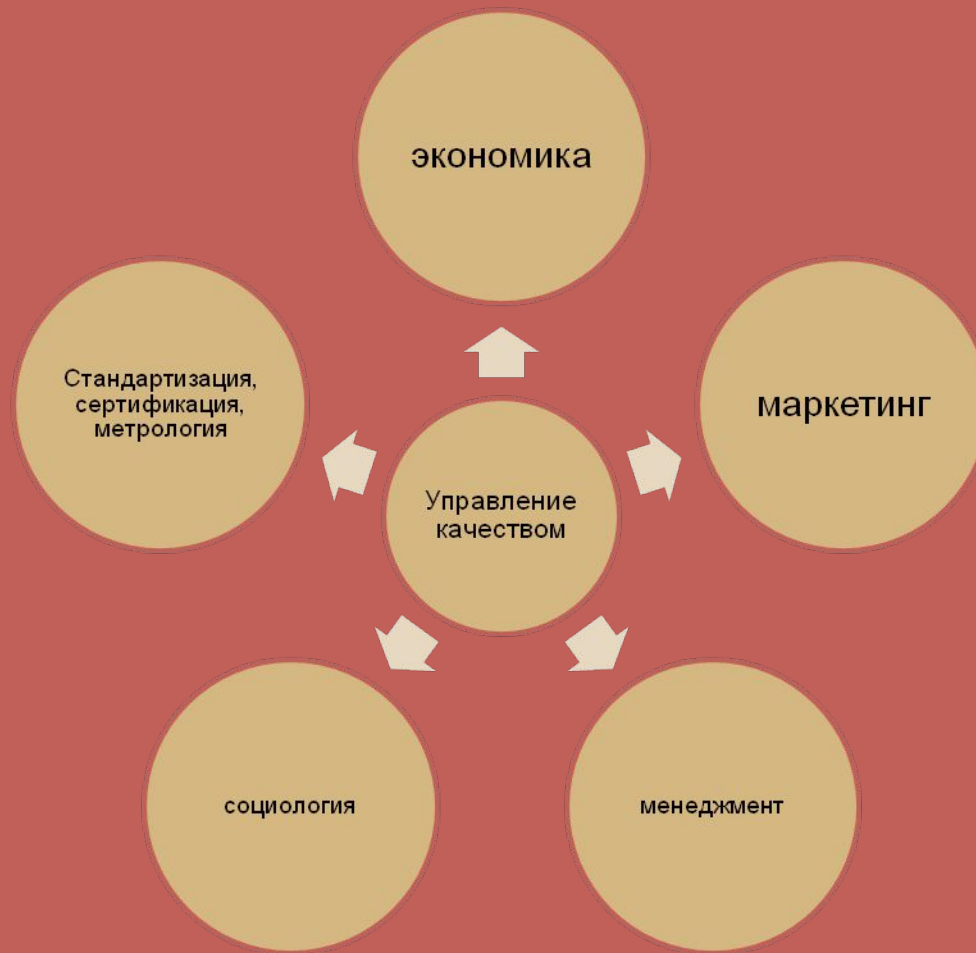 экономика
Стандартизация,
сертификация,
метрология
маркетинг
Управление
качеством
социология
менеджмент